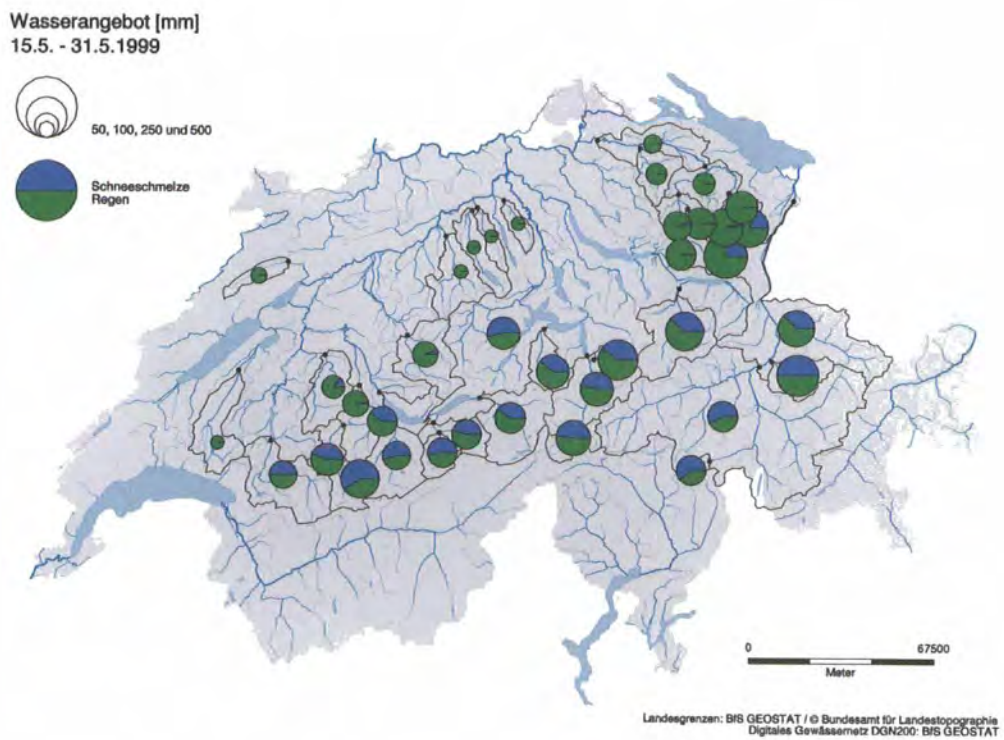 Wasserangebot [mm]
15.5. - 31.5.1999
50, 100, 250 und 500
Schneeschmelze
Regen
0 67500
Meter
Landesgrenzen: BfS GEOSTAT / © Bundesamt für Landestopographie
Digitales Gewässernetz DGN200: BfS GEOSTAT